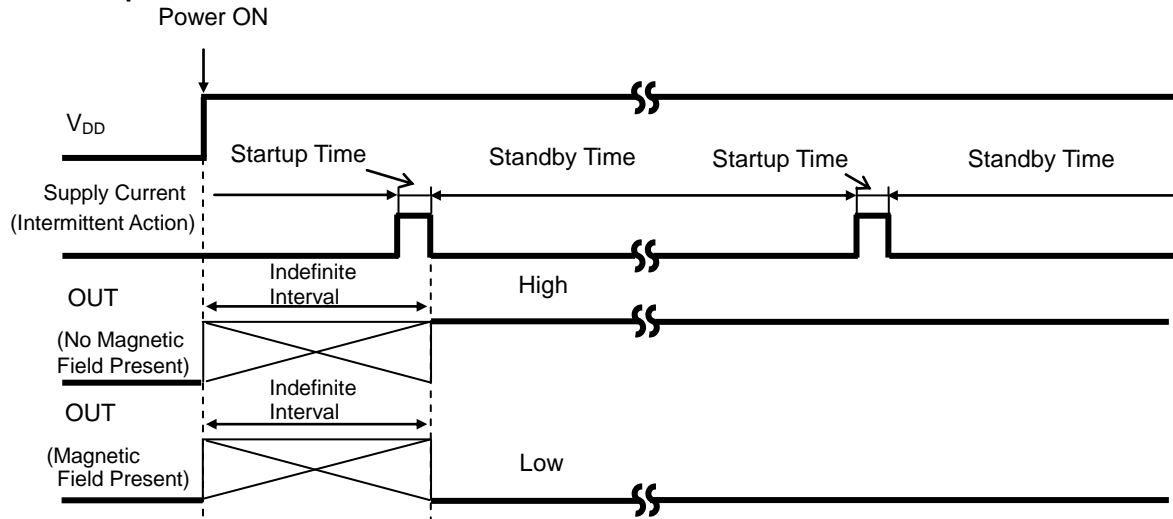 Power ON
V_DD
Startup Time
Standby Time
Startup Time
Standby Time
Supply Current
(Intermittent Action)
Indefinite
Interval
High
OUT
(No Magnetic
Field Present)
Indefinite
Interval
OUT
(Magnetic
Field Present)
Low